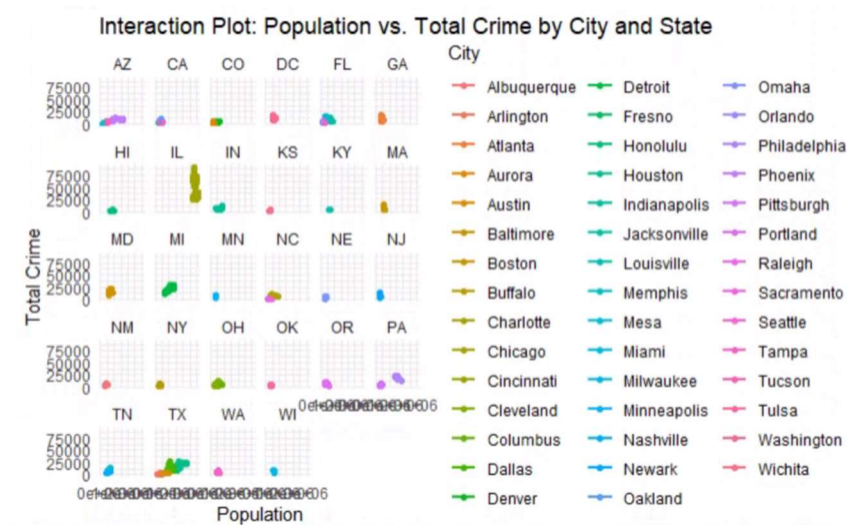 Interaction Plot: Population vs. Total Crime by City and State
City
AZ CA CO DC FL GA
75000
50000
25000
0
HI IL IN KS KY MA
75000
50000
25000
0
MD MI MN NC NE NJ
75000
50000
25000
0
NM NY OH OK OR PA
75000
50000
25000
0
TN TX WA WI
75000
50000
25000
0
Total Crime
Population
Albuquerque
Arlington
Atlanta
Aurora
Austin
Baltimore
Boston
Buffalo
Charlotte
Chicago
Cincinnati
Cleveland
Columbus
Dallas
Denver
Detroit
Fresno
Honolulu
Houston
Indianapolis
Jacksonville
Louisville
Memphis
Mesa
Miami
Milwaukee
Minneapolis
Nashville
Newark
Oakland
Omaha
Orlando
Philadelphia
Phoenix
Pittsburgh
Portland
Raleigh
Sacramento
Seattle
Tampa
Tucson
Tulsa
Washington
Wichita